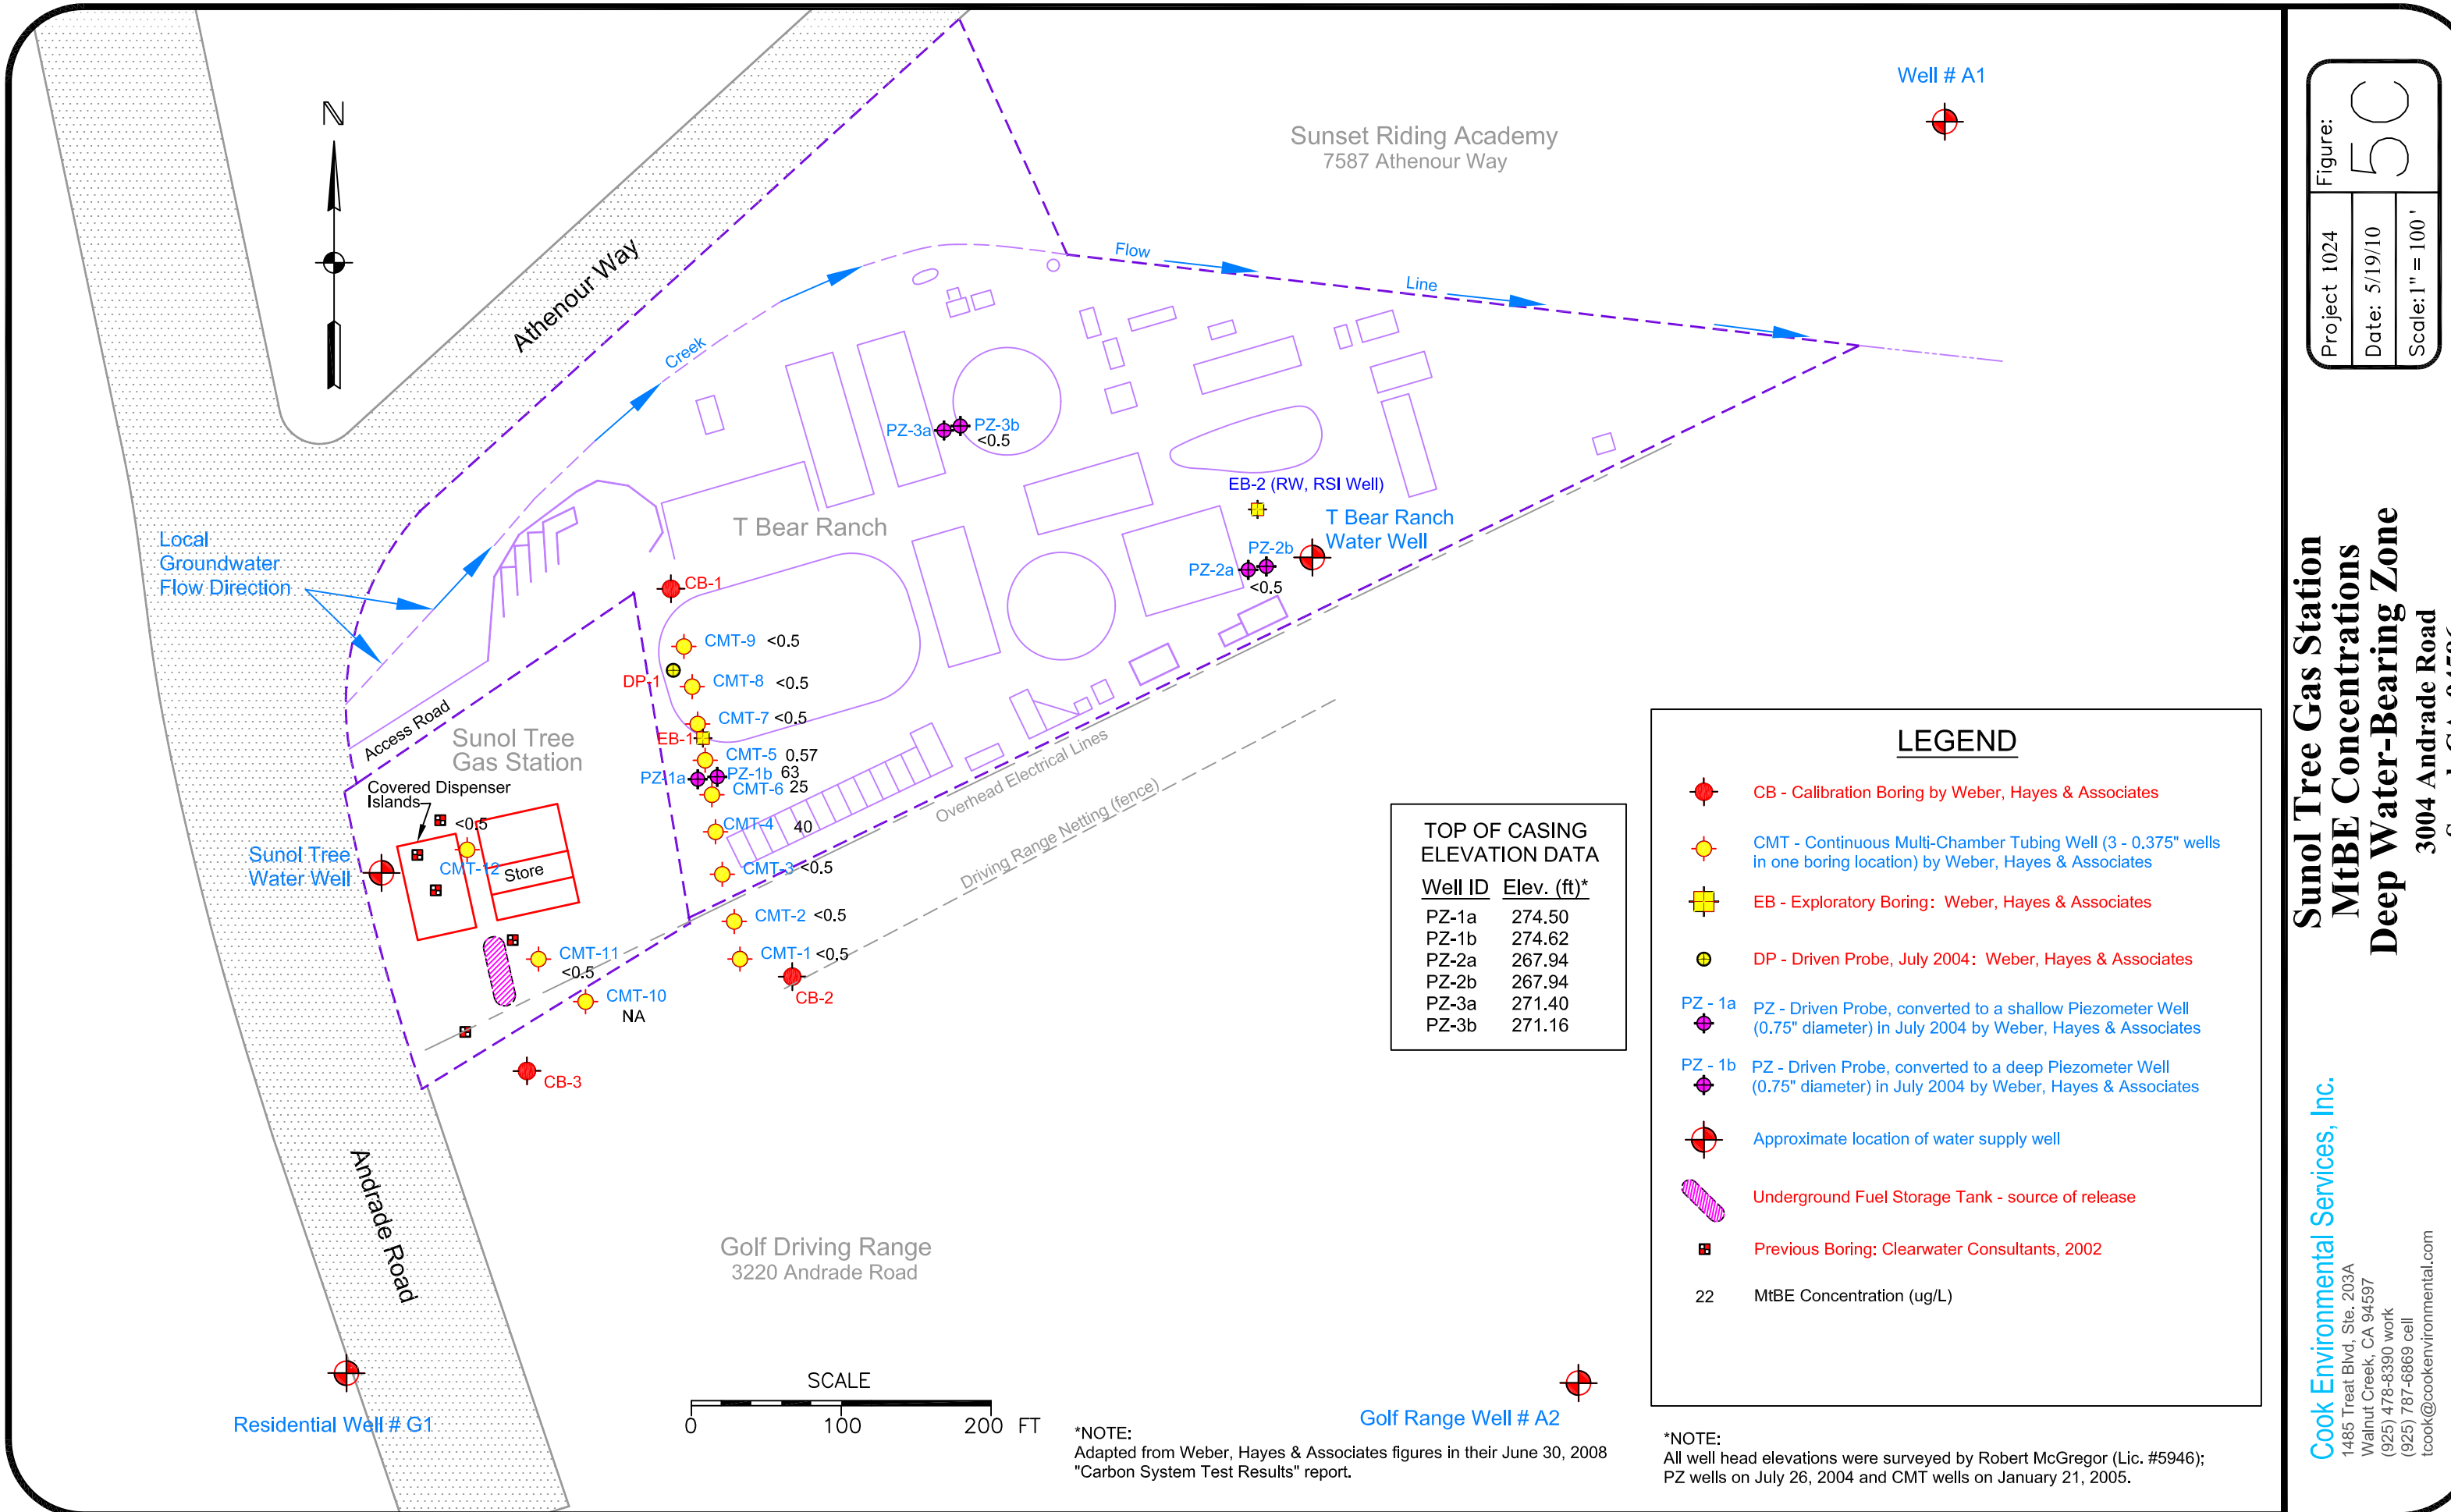 N
Well # A1
Sunset Riding Academy
7587 Athenour Way
Athenour Way
Flow
Line
Creek
PZ-3a
PZ-3b
<0.5
EB-2 (RW, RSI Well)
T Bear Ranch
T Bear Ranch
Water Well
PZ-2b
PZ-2a
<0.5
Local
Groundwater
Flow Direction
CB-1
CMT-9 <0.5
DP-1
CMT-8 <0.5
CMT-7 <0.5
EB-1
CMT-5 0.57
PZ-1a
PZ-1b 63
CMT-6 25
CMT-4 40
CMT-3 <0.5
CMT-2 <0.5
CMT-1 <0.5
CB-2
Access Road
Sunol Tree
Gas Station
Covered Dispenser
Islands
<0.5
CMT-12
Store
Sunol Tree
Water Well
CMT-11
<0.5
CMT-10
NA
CB-3
Overhead Electrical Lines
Driving Range Netting (fence)
Andrade Road
Golf Driving Range
3220 Andrade Road
Residential Well # G1
SCALE
0 100 200 FT
Golf Range Well # A2
*NOTE:
Adapted from Weber, Hayes & Associates figures in their June 30, 2008
"Carbon System Test Results" report.
TOP OF CASING
ELEVATION DATA
Well ID Elev. (ft)*
PZ-1a 274.50
PZ-1b 274.62
PZ-2a 267.94
PZ-2b 267.94
PZ-3a 271.40
PZ-3b 271.16
LEGEND
CB - Calibration Boring by Weber, Hayes & Associates
CMT - Continuous Multi-Chamber Tubing Well (3 - 0.375" wells
in one boring location) by Weber, Hayes & Associates
EB - Exploratory Boring: Weber, Hayes & Associates
DP - Driven Probe, July 2004: Weber, Hayes & Associates
PZ - 1a
PZ - Driven Probe, converted to a shallow Piezometer Well
(0.75" diameter) in July 2004 by Weber, Hayes & Associates
PZ - 1b
PZ - Driven Probe, converted to a deep Piezometer Well
(0.75" diameter) in July 2004 by Weber, Hayes & Associates
Approximate location of water supply well
Underground Fuel Storage Tank - source of release
Previous Boring: Clearwater Consultants, 2002
22 MtBE Concentration (ug/L)
*NOTE:
All well head elevations were surveyed by Robert McGregor (Lic. #5946);
PZ wells on July 26, 2004 and CMT wells on January 21, 2005.
Figure:
5C
Project 1024
Date: 5/19/10
Scale:1" = 100'
Sunol Tree Gas Station
MtBE Concentrations
Deep Water-Bearing Zone
3004 Andrade Road
Cook Environmental Services, Inc.
1485 Treat Blvd, Ste. 203A
Walnut Creek, CA 94597
(925) 478-8390 work
(925) 787-6869 cell
tcook@cookenvironmental.com